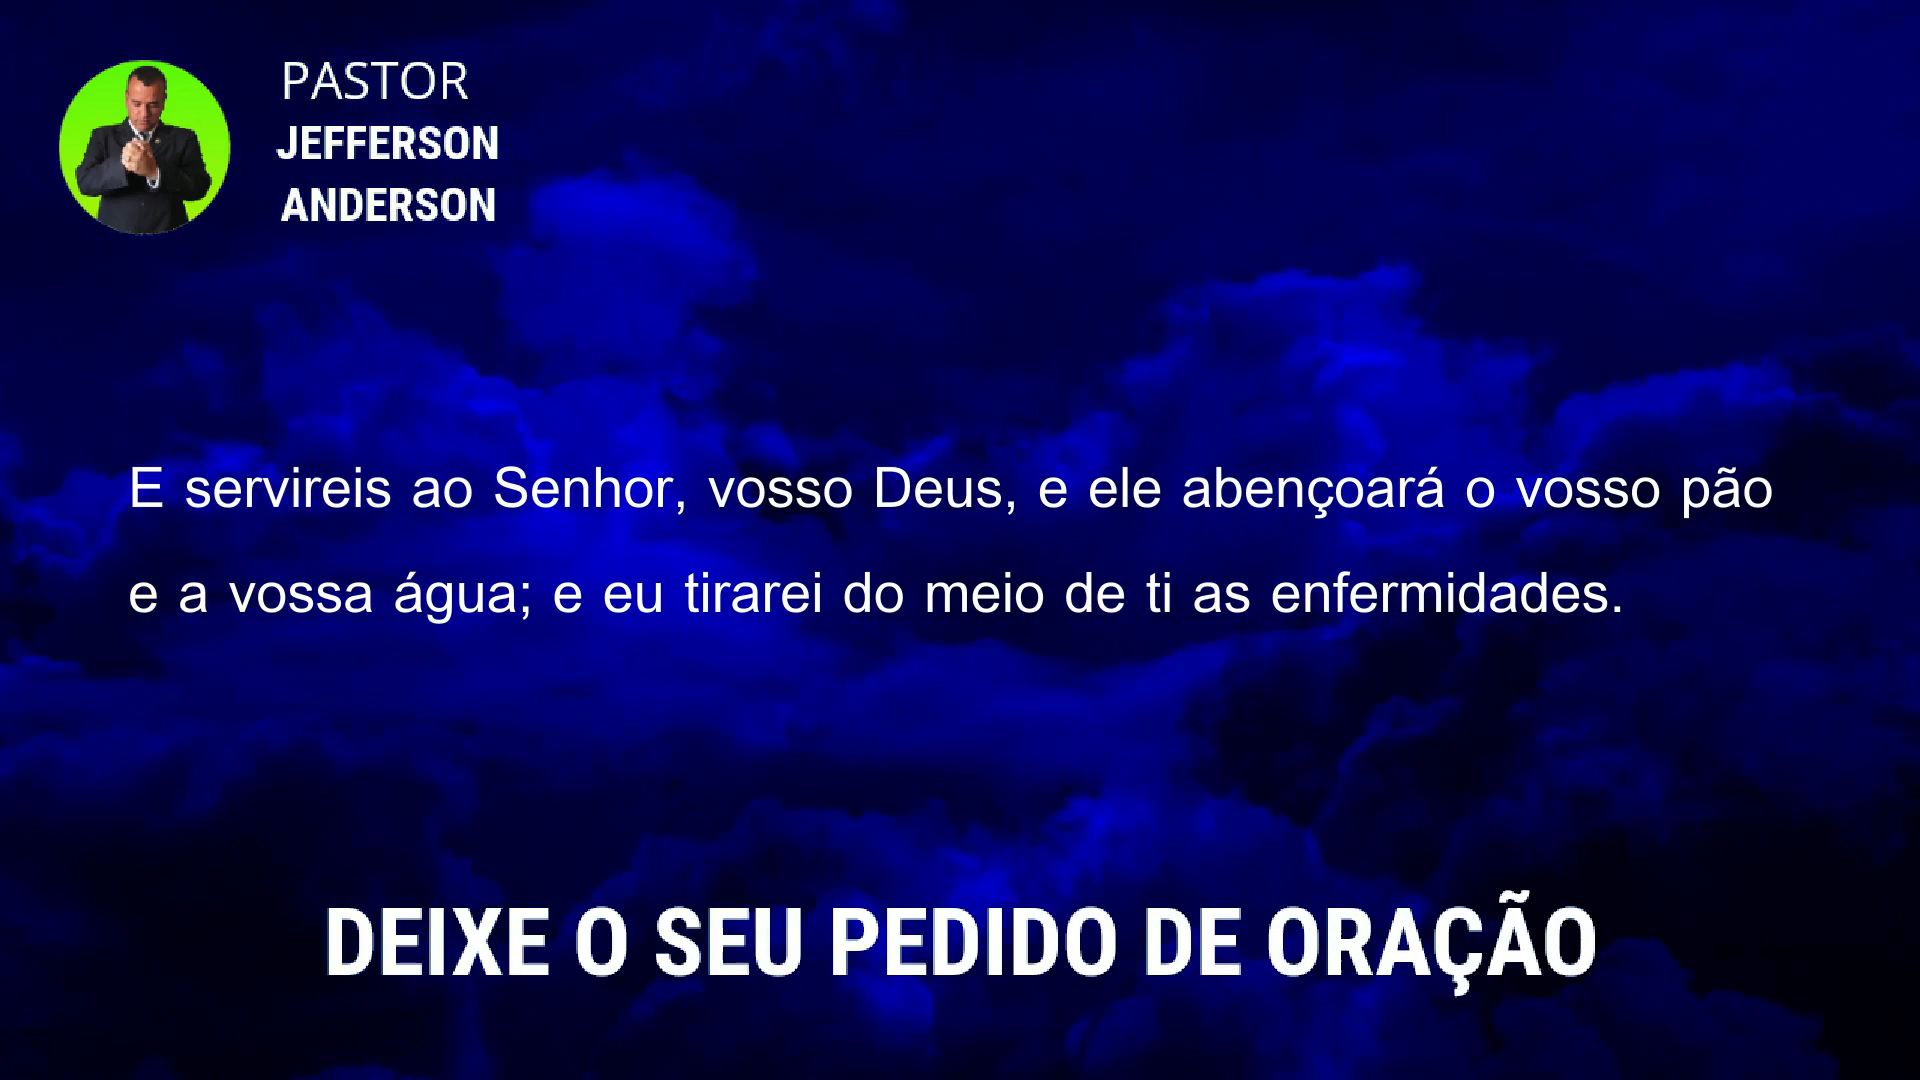 PASTOR
JEFFERSON
ANDERSON
E servireis ao Senhor, vosso Deus, e ele abençoará o vosso pão
e a vossa água; e eu tirarei do meio de ti as enfermidades.
DEIXE O SEU PEDIDO DE ORAÇÃO